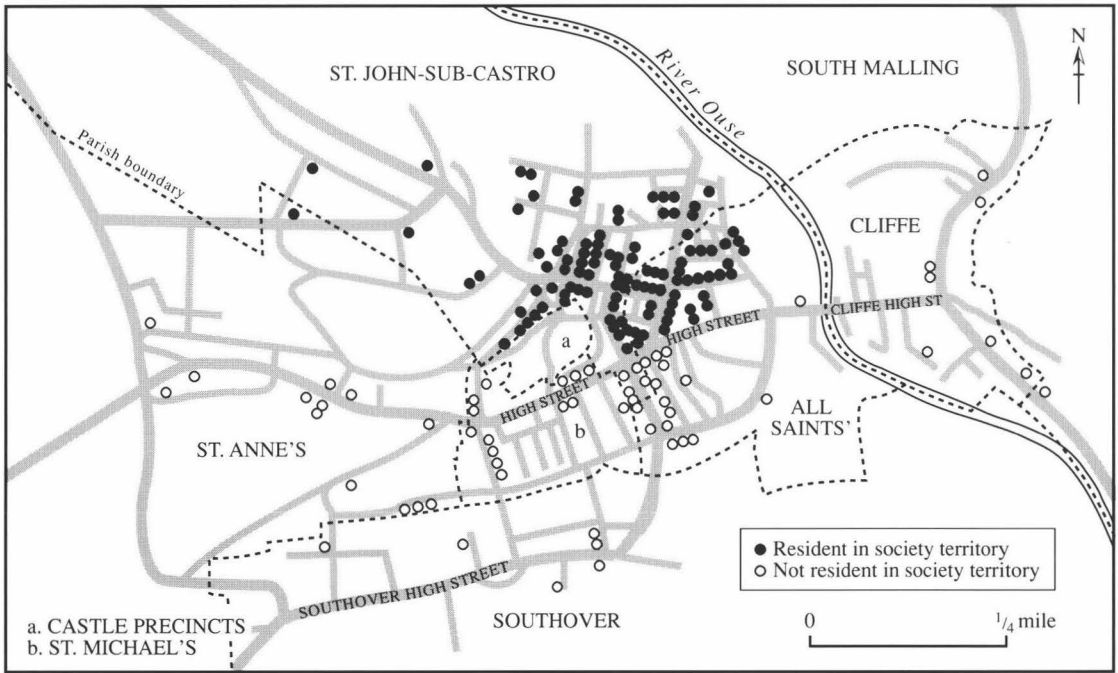 ST. JOHN-SUB-CASTRO
SOUTH MALLING
N
River Ouse
Parish boundary
CLIFFE
HIGH STREET
CLIFFE HIGH ST
a
HIGH STREET
b
ALL
SAINTS'
ST. ANNE'S
SOUTHOVER HIGH STREET
SOUTHOVER
Resident in society territory
Not resident in society territory
0 1/4 mile
a. CASTLE PRECINCTS
b. ST. MICHAEL'S